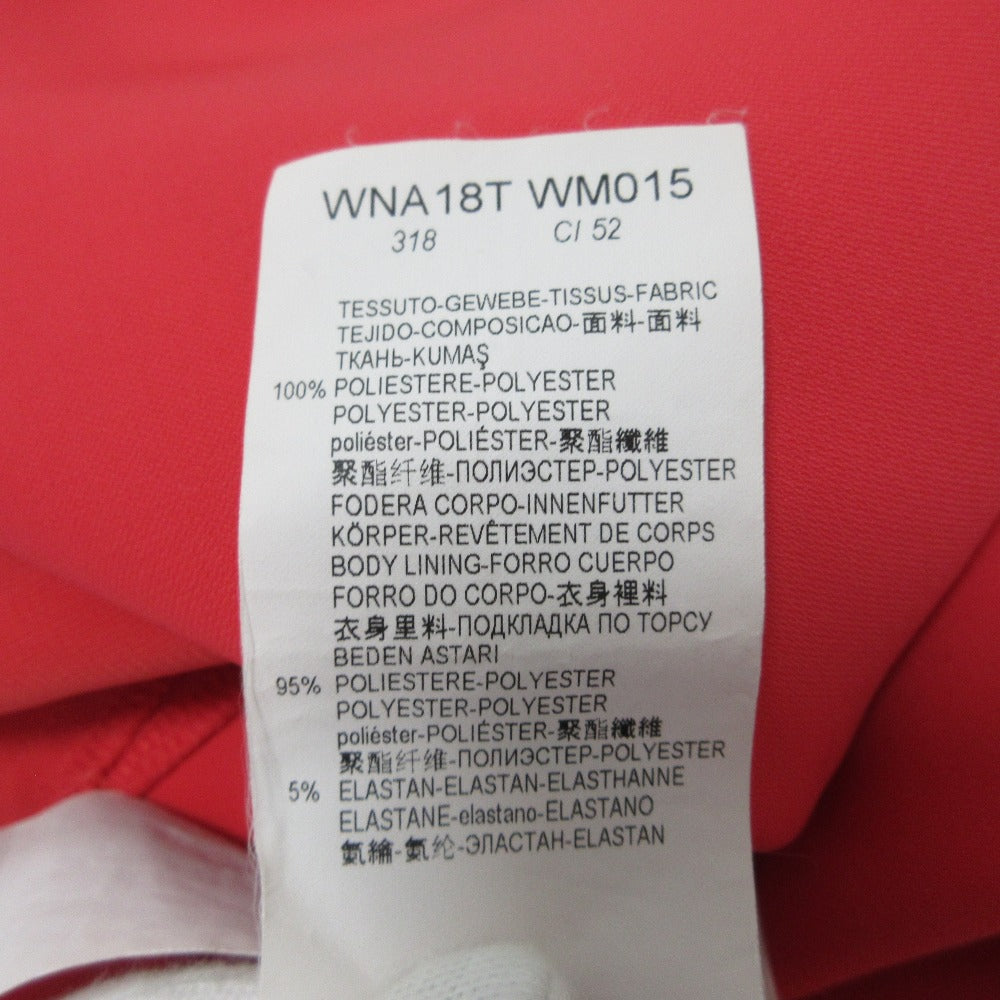 WNA18T WM015
318 CI 52
TESSUTO-GEWEBE-TISSUS-FABRIC
TEJIDO-COMPOSICAO-面料-面料
ТКАНЬ-KUMAŞ
100% POLIESTERE-POLYESTER
POLYESTER-POLYESTER
poliéster-POLIÉSTER-聚酯纖維
聚酯纤维-ПОЛИЭСТЕР-POLYESTER
FODERA CORPO-INNENFUTTER
KÖRPER-REVÊTEMENT DE CORPS
BODY LINING-FORRO CUERPO
FORRO DO CORPO-衣身裡料
衣身里料-ПОДКЛАДКА ПО ТОРСУ
BEDEN ASTARI
95% POLIESTERE-POLYESTER
POLYESTER-POLYESTER
poliéster-POLIÉSTER-聚酯纖維
聚酯纤维-ПОЛИЭСТЕР-POLYESTER
5% ELASTAN-ELASTAN-ELASTHANNE
ELASTANE-elastano-ELASTANO
氨綸-氨纶-ЭЛАСТАН-ELASTAN